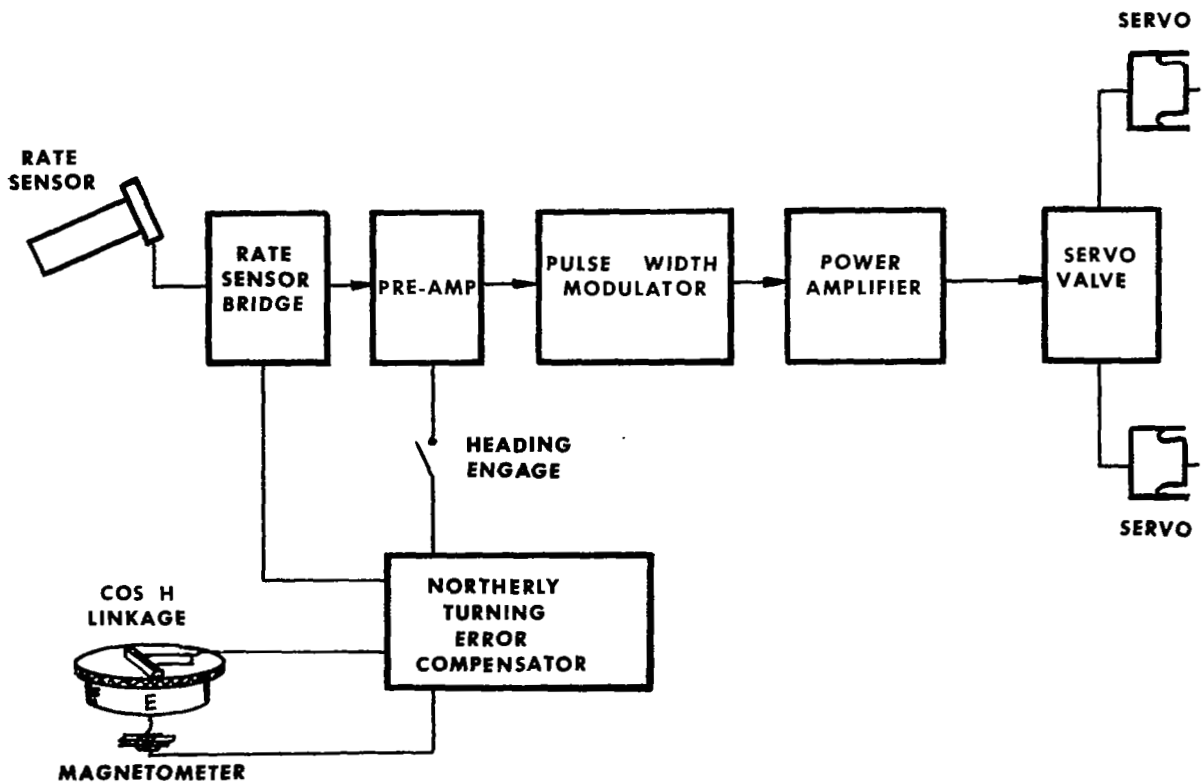 SERVO
RATE
SENSOR
RATE
SENSOR
BRIDGE
PRE-AMP
PULSE WIDTH
MODULATOR
POWER
AMPLIFIER
SERVO
VALVE
HEADING
ENGAGE
SERVO
COS H
LINKAGE
NORTHERLY
TURNING
ERROR
COMPENSATOR
E
MAGNETOMETER